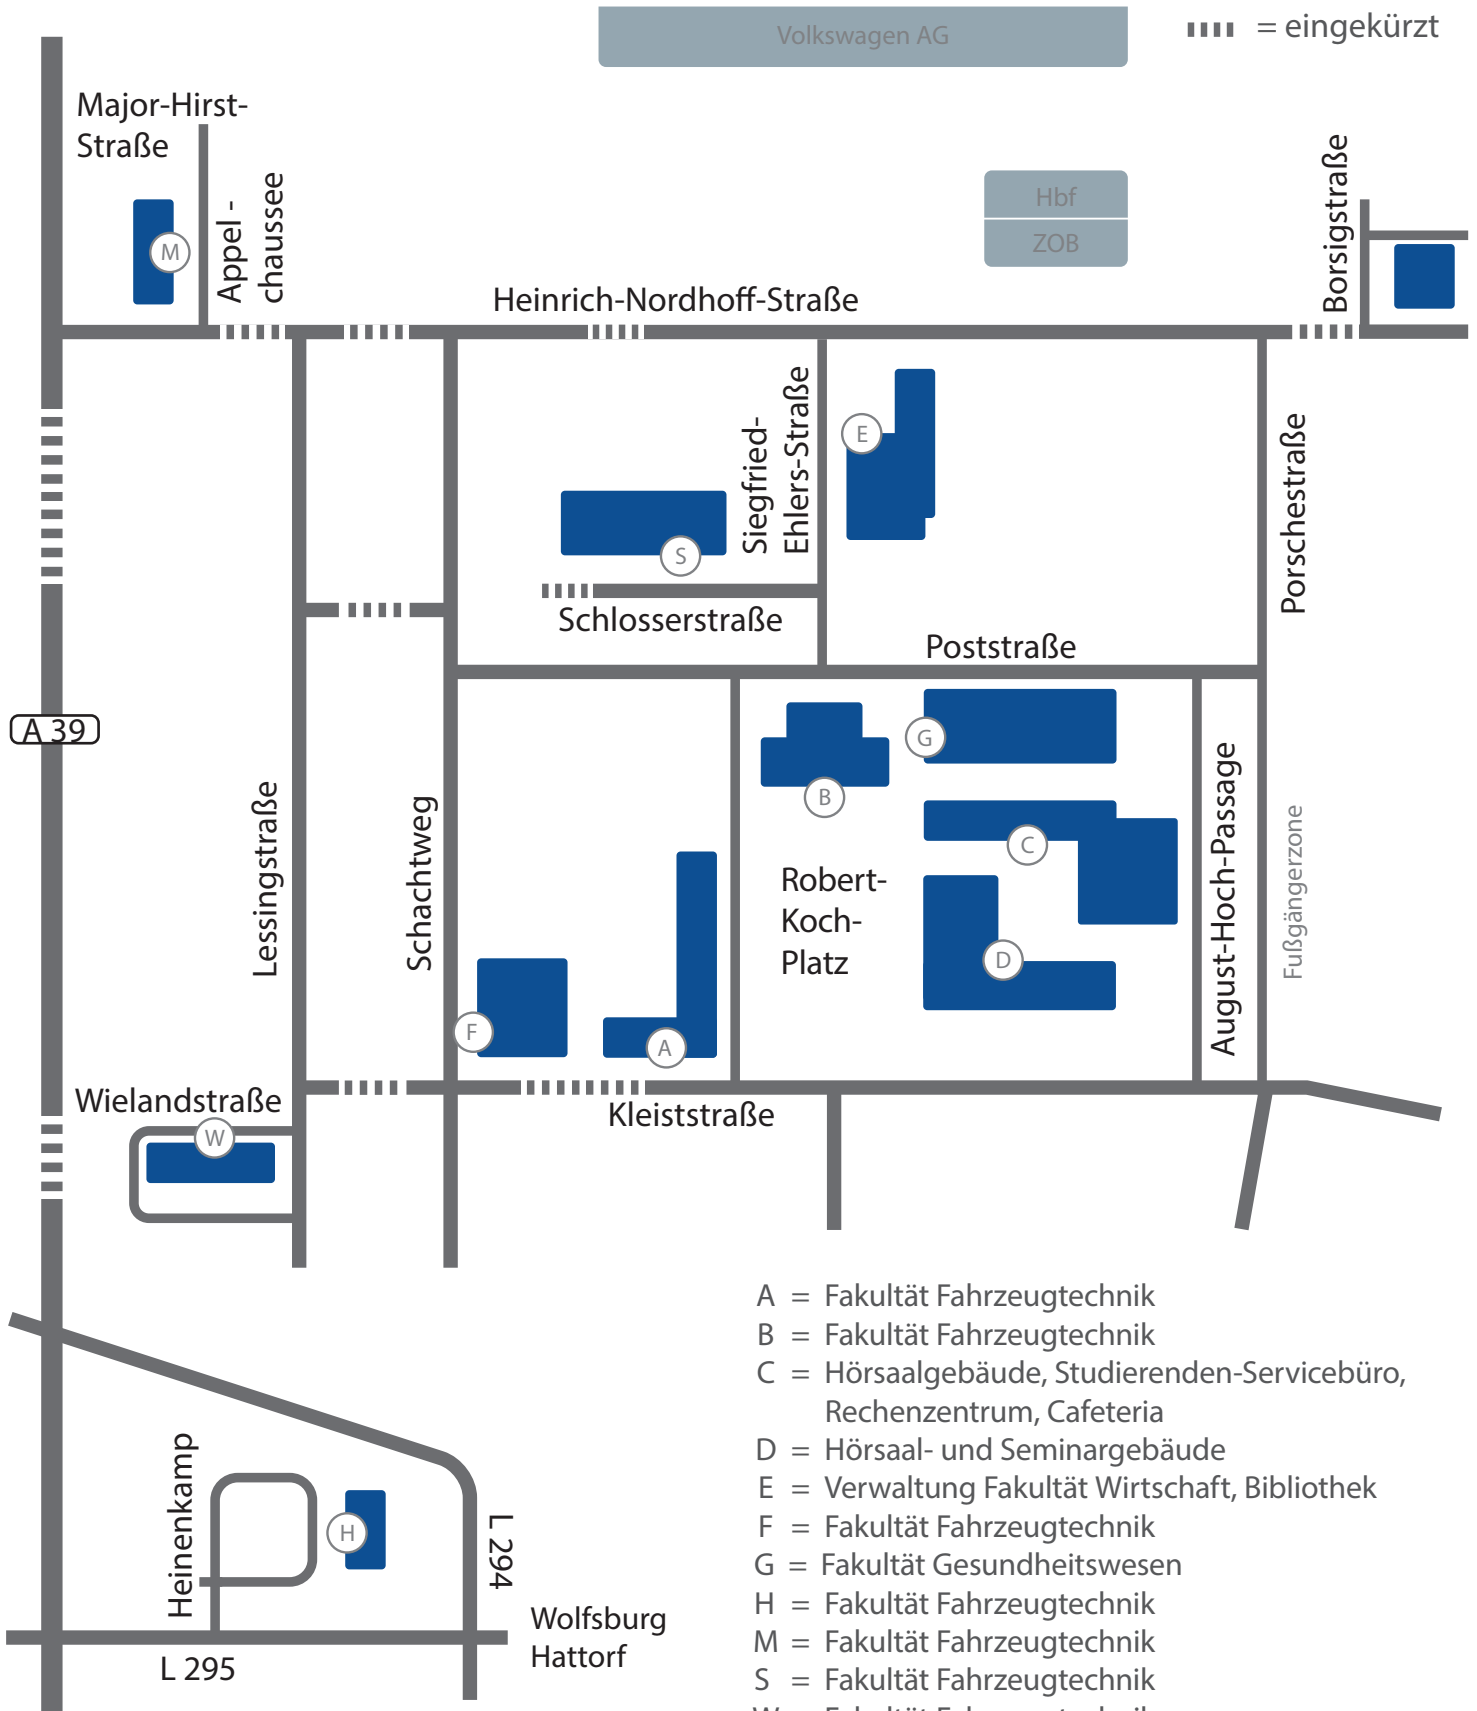 Volkswagen AG
= eingekürzt
Major-Hirst-
Straße
Appel -
chaussee
Hbf
ZOB
Borsigstraße
M
Heinrich-Nordhoff-Straße
Siegfried-
Ehlers-Straße
E
Porschestraße
S
Schlosserstraße
Poststraße
A 39
G
B
C
Lessingstraße
Schachtweg
Robert-
Koch-
Platz
August-Hoch-Passage
Fußgängerzone
D
F
A
Wielandstraße
Kleiststraße
W
A = Fakultät Fahrzeugtechnik
B = Fakultät Fahrzeugtechnik
C = Hörsaalgebäude, Studierenden-Servicebüro,
Rechenzentrum, Cafeteria
D = Hörsaal- und Seminargebäude
E = Verwaltung Fakultät Wirtschaft, Bibliothek
F = Fakultät Fahrzeugtechnik
G = Fakultät Gesundheitswesen
H = Fakultät Fahrzeugtechnik
M = Fakultät Fahrzeugtechnik
S = Fakultät Fahrzeugtechnik
W = Fakultät Fahrzeugtechnik
Heinenkamp
H
L 294
Wolfsburg
Hattorf
L 295